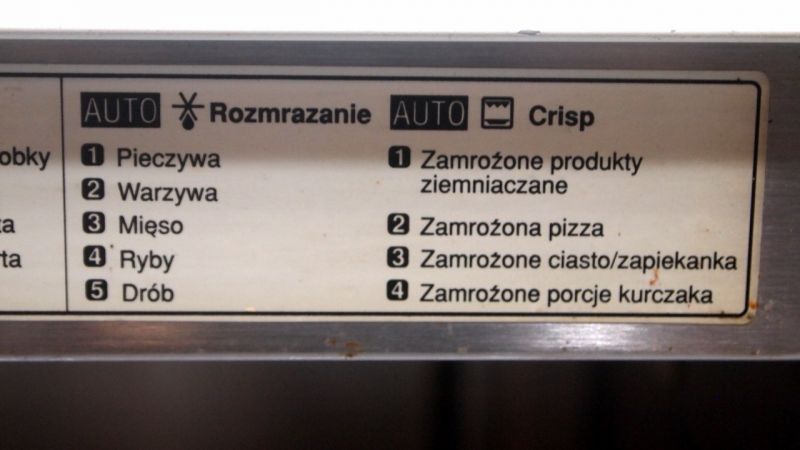 AUTO Rozmrazanie
1 Pieczywa
2 Warzywa
3 Mięso
4 Ryby
5 Drób
AUTO Crisp
1 Zamrożone produkty
ziemniaczane
2 Zamrożona pizza
3 Zamrożone ciasto/zapiekanka
4 Zamrożone porcje kurczaka